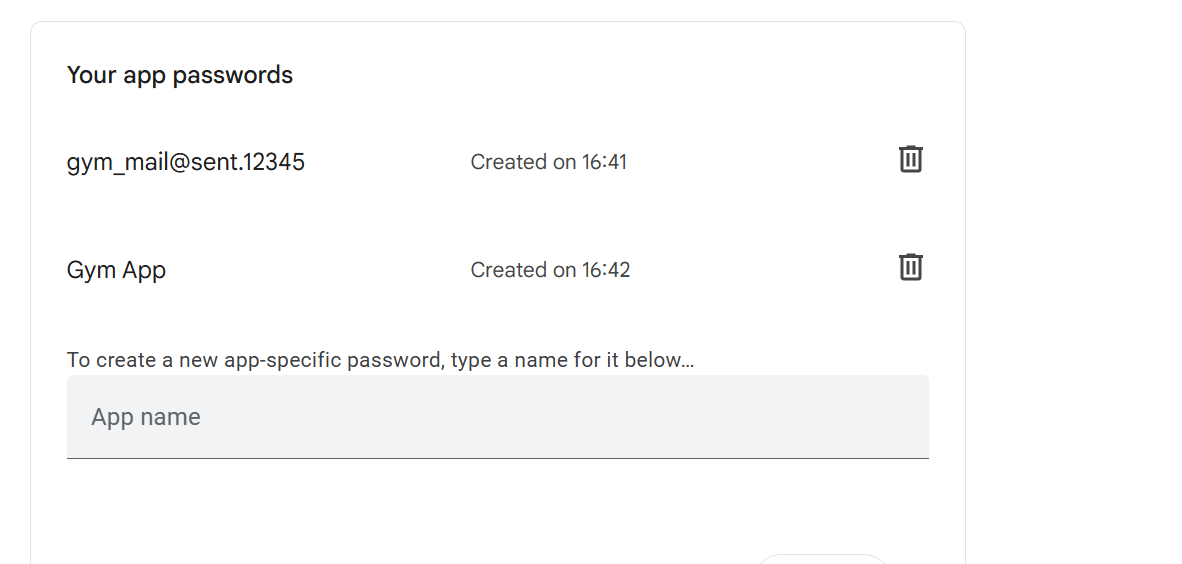 Your app passwords
gym_mail@sent.12345 Created on 16:41
Gym App Created on 16:42
To create a new app-specific password, type a name for it below…
App name